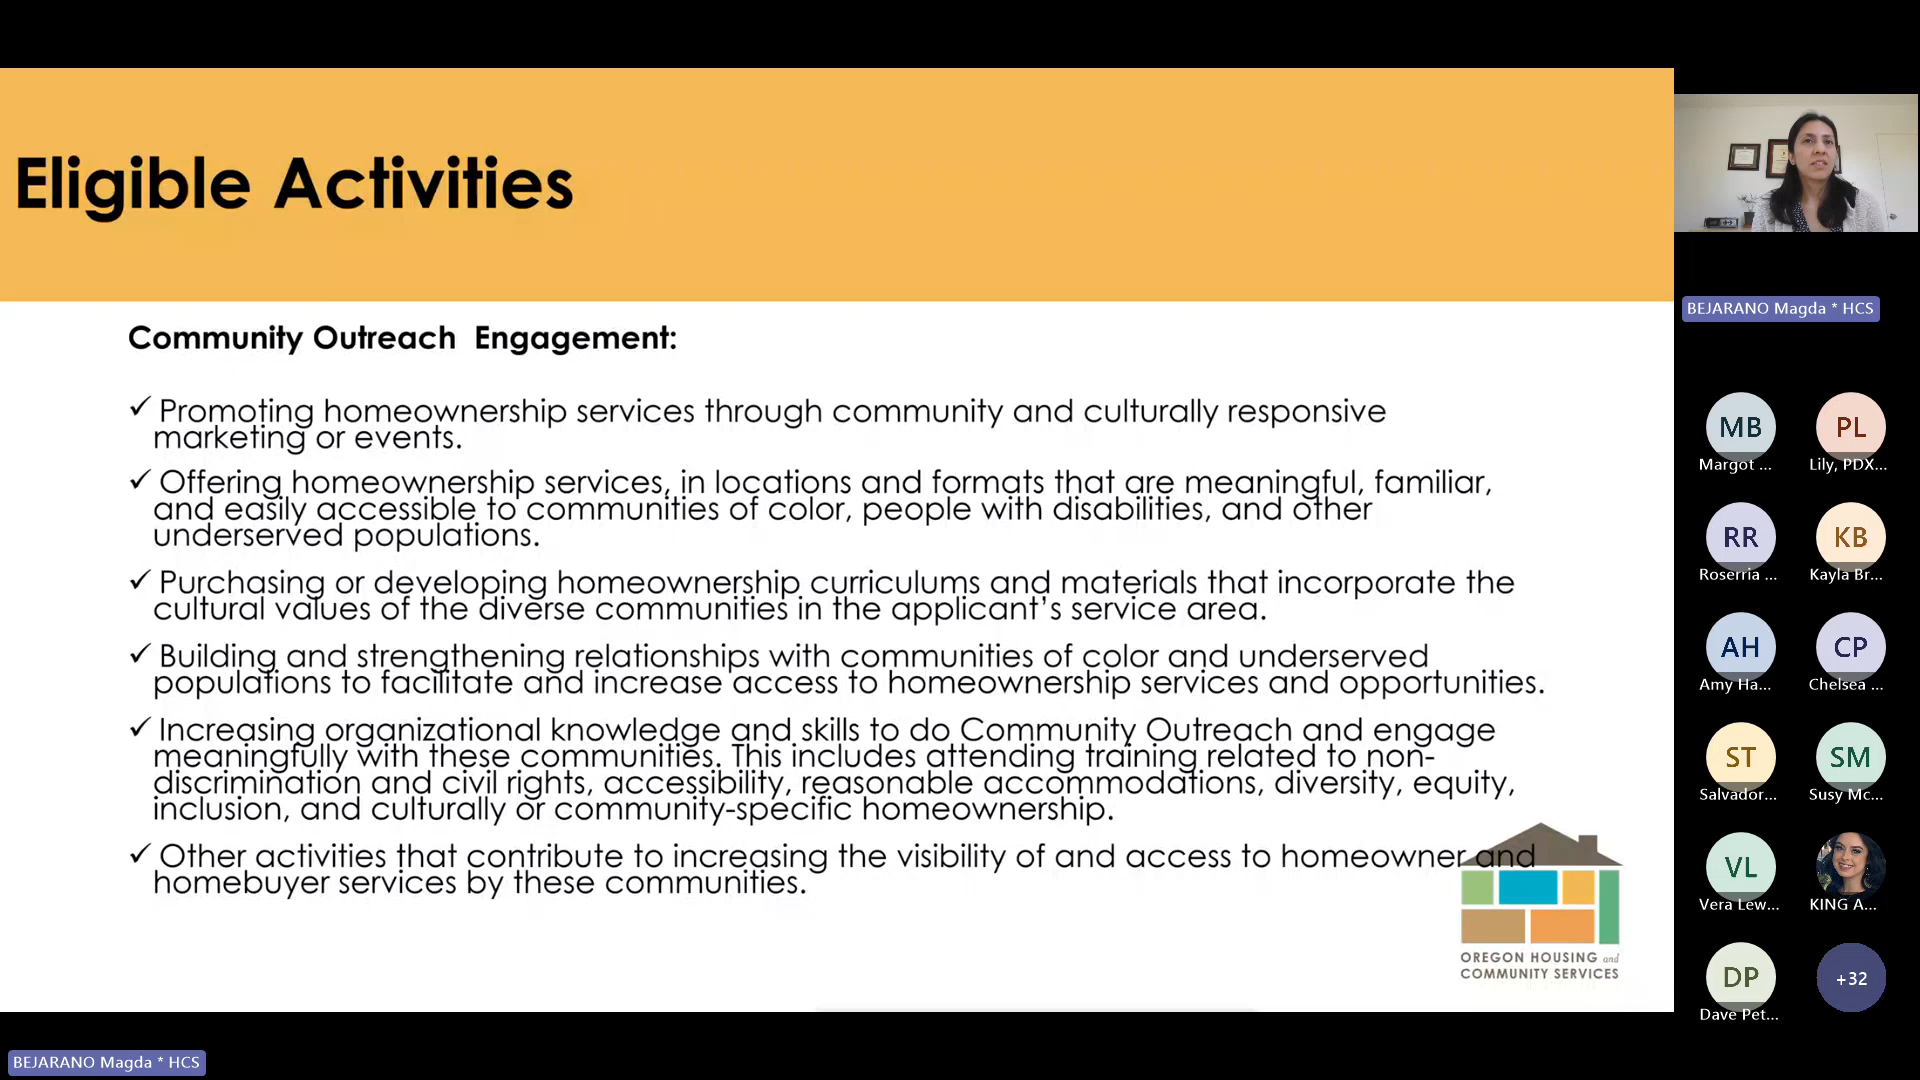 Eligible Activities
Community Outreach  Engagement:
✓ Promoting homeownership services through community and culturally responsive
marketing or events.
✓ Offering homeownership services, in locations and formats that are meaningful, familiar,
and easily accessible to communities of color, people with disabilities, and other
underserved populations.
✓ Purchasing or developing homeownership curriculums and materials that incorporate the
cultural values of the diverse communities in the applicant’s service area.
✓ Building and strengthening relationships with communities of color and underserved
populations to facilitate and increase access to homeownership services and opportunities.
✓ Increasing organizational knowledge and skills to do Community Outreach and engage
meaningfully with these communities. This includes attending training related to non-
discrimination and civil rights, accessibility, reasonable accommodations, diversity, equity,
inclusion, and culturally or community-specific homeownership.
✓ Other activities that contribute to increasing the visibility of and access to homeowner and
homebuyer services by these communities.
OREGON HOUSING and
COMMUNITY SERVICES
BEJARANO Magda * HCS
MB
Margot ...
PL
Lily, PDX...
RR
Roserria ...
KB
Kayla Br...
AH
Amy Ha...
CP
Chelsea ...
ST
Salvador...
SM
Susy Mc...
VL
Vera Lew...
KING A...
DP
Dave Pet...
+32
BEJARANO Magda * HCS